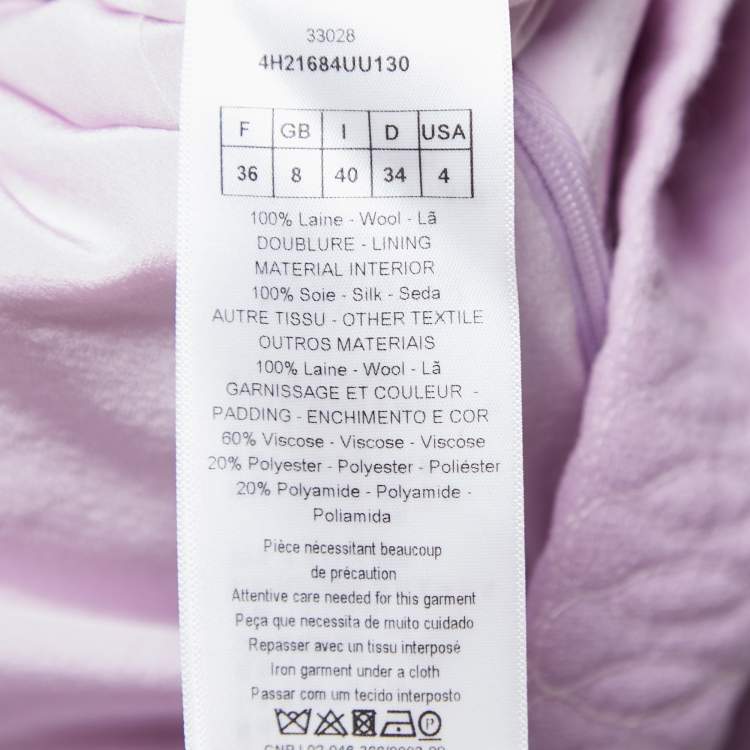 33028
4H21684UU130
F GB I D USA
36 8 40 34 4
100% Laine - Wool - Lã
DOUBLURE - LINING
MATERIAL INTERIOR
100% Soie - Silk - Seda
AUTRE TISSU - OTHER TEXTILE
OUTROS MATERIAIS
100% Laine - Wool - Lã
GARNISSAGE ET COULEUR -
PADDING - ENCHIMENTO E COR
60% Viscose - Viscose - Viscose
20% Polyester - Polyester - Poliéster
20% Polyamide - Polyamide -
Poliamida
Pièce nécessitant beaucoup
de précaution
Attentive care needed for this garment
Peça que necessita de muito cuidado
Repasser avec un tissu interposé
Iron garment under a cloth
Passar com um tecido interposto
P